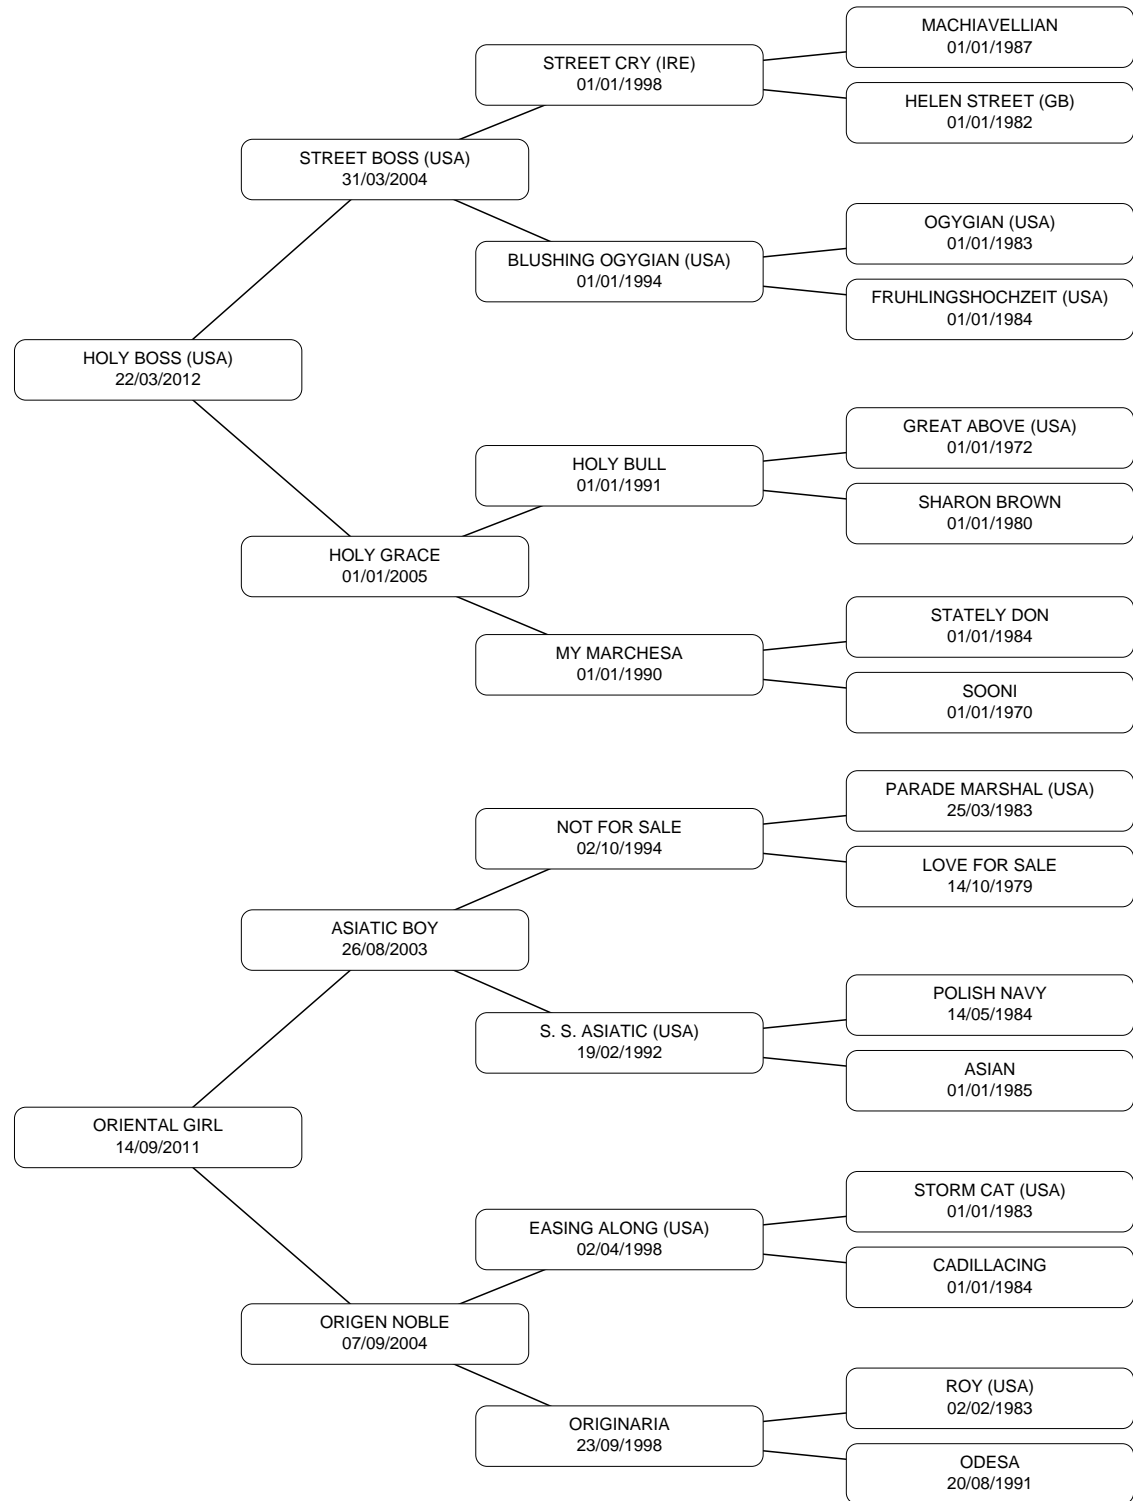 MACHIAVELLIAN
01/01/1987
STREET CRY (IRE)
01/01/1998
HELEN STREET (GB)
01/01/1982
STREET BOSS (USA)
31/03/2004
OGYGIAN (USA)
01/01/1983
BLUSHING OGYGIAN (USA)
01/01/1994
FRUHLINGSHOCHZEIT (USA)
01/01/1984
HOLY BOSS (USA)
22/03/2012
GREAT ABOVE (USA)
01/01/1972
HOLY BULL
01/01/1991
SHARON BROWN
01/01/1980
HOLY GRACE
01/01/2005
STATELY DON
01/01/1984
MY MARCHESA
01/01/1990
SOONI
01/01/1970
PARADE MARSHAL (USA)
25/03/1983
NOT FOR SALE
02/10/1994
LOVE FOR SALE
14/10/1979
ASIATIC BOY
26/08/2003
POLISH NAVY
14/05/1984
S. S. ASIATIC (USA)
19/02/1992
ASIAN
01/01/1985
ORIENTAL GIRL
14/09/2011
STORM CAT (USA)
01/01/1983
EASING ALONG (USA)
02/04/1998
CADILLACING
01/01/1984
ORIGEN NOBLE
07/09/2004
ROY (USA)
02/02/1983
ORIGINARIA
23/09/1998
ODESA
20/08/1991